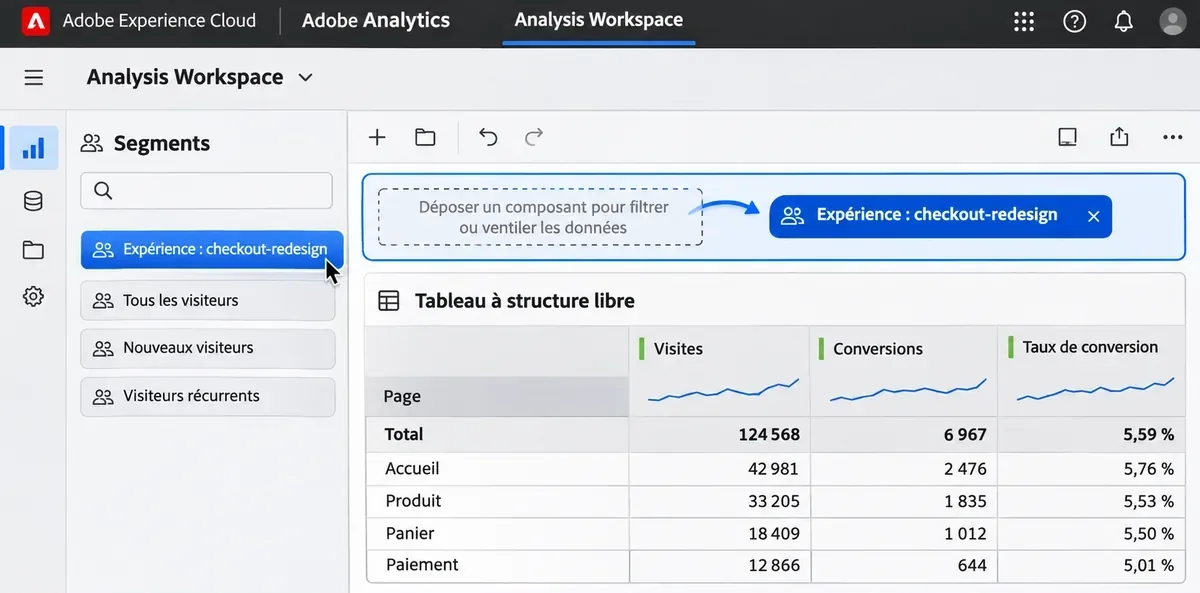 Adobe Experience Cloud
Adobe Analytics
Analysis Workspace
Analysis Workspace
Segments
Expérience : checkout-redesign
Tous les visiteurs
Nouveaux visiteurs
Visiteurs récurrents
Déposer un composant pour filtrer
ou ventiler les données
Expérience : checkout-redesign
Tableau à structure libre
Page Visites Conversions Taux de conversion
Total 124 568 6 967 5,59 %
Accueil 42 981 2 476 5,76 %
Produit 33 205 1 835 5,53 %
Panier 18 409 1 012 5,50 %
Paiement 12 866 644 5,01 %